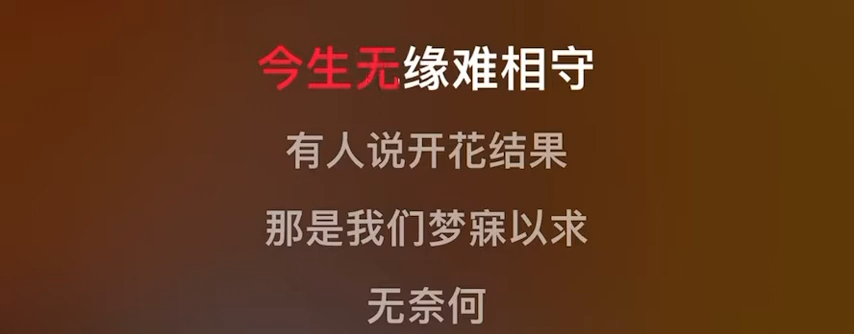 今生无缘难相守
有人说开花结果
那是我们梦寐以求
无奈何